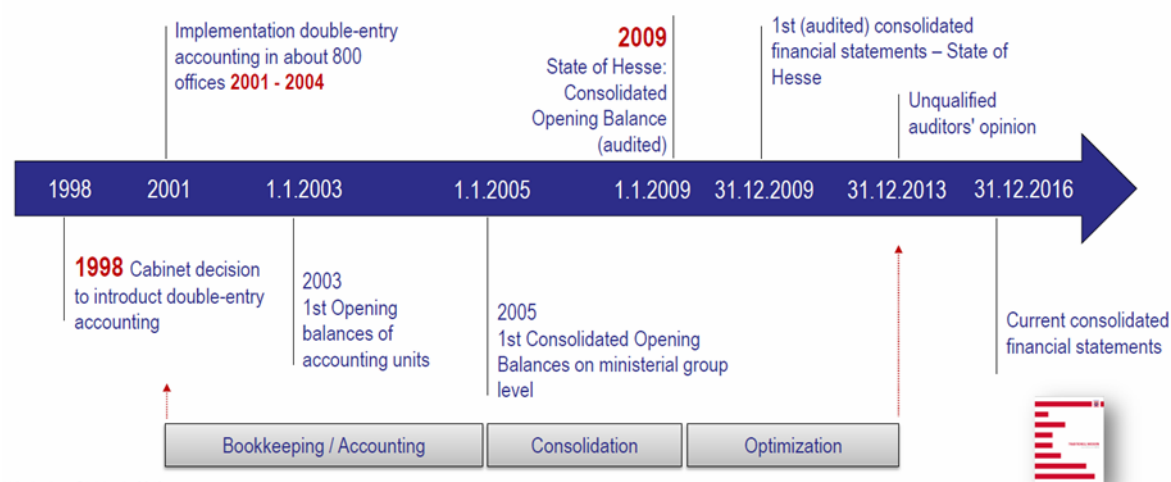 Implementation double-entry
accounting in about 800
offices 2001 - 2004
2009
State of Hesse:
Consolidated
Opening Balance
(audited)
1st (audited) consolidated
financial statements – State of
Hesse
Unqualified
auditors' opinion
1998 2001 1.1.2003 1.1.2005 1.1.2009 31.12.2009 31.12.2013 31.12.2016
1998 Cabinet decision
to introduct double-entry
accounting
2003
1st Opening
balances of
accounting units
2005
1st Consolidated Opening
Balances on ministerial group
level
Current consolidated
financial statements
Bookkeeping / Accounting Consolidation Optimization